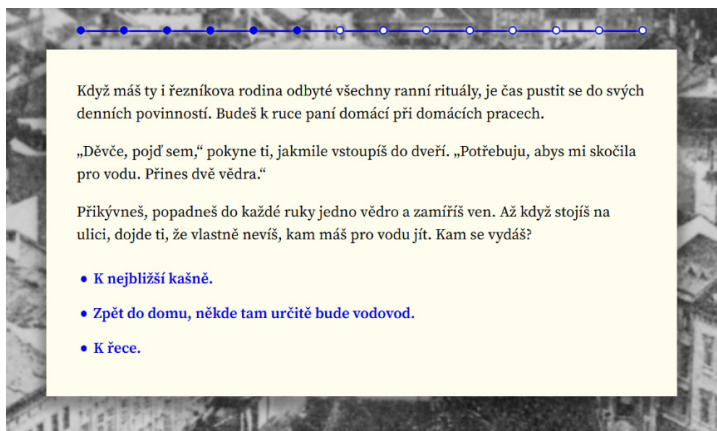 Když máš ty i řezníkova rodina odbyté všechny ranní rituály, je čas pustit se do svých
denních povinností. Budeš k ruce paní domácí při domácích pracech.
„Děvče, pojď sem,“ pokyne ti, jakmile vstoupíš do dveří. „Potřebuju, abys mi skočila
pro vodu. Přines dvě vědra.“
Přikývneš, popadneš do každé ruky jedno vědro a zamíříš ven. Až když stojíš na
ulici, dojde ti, že vlastně nevíš, kam máš pro vodu jít. Kam se vydáš?
• K nejbližší kašně.
• Zpět do domu, někde tam určitě bude vodovod.
• K řece.